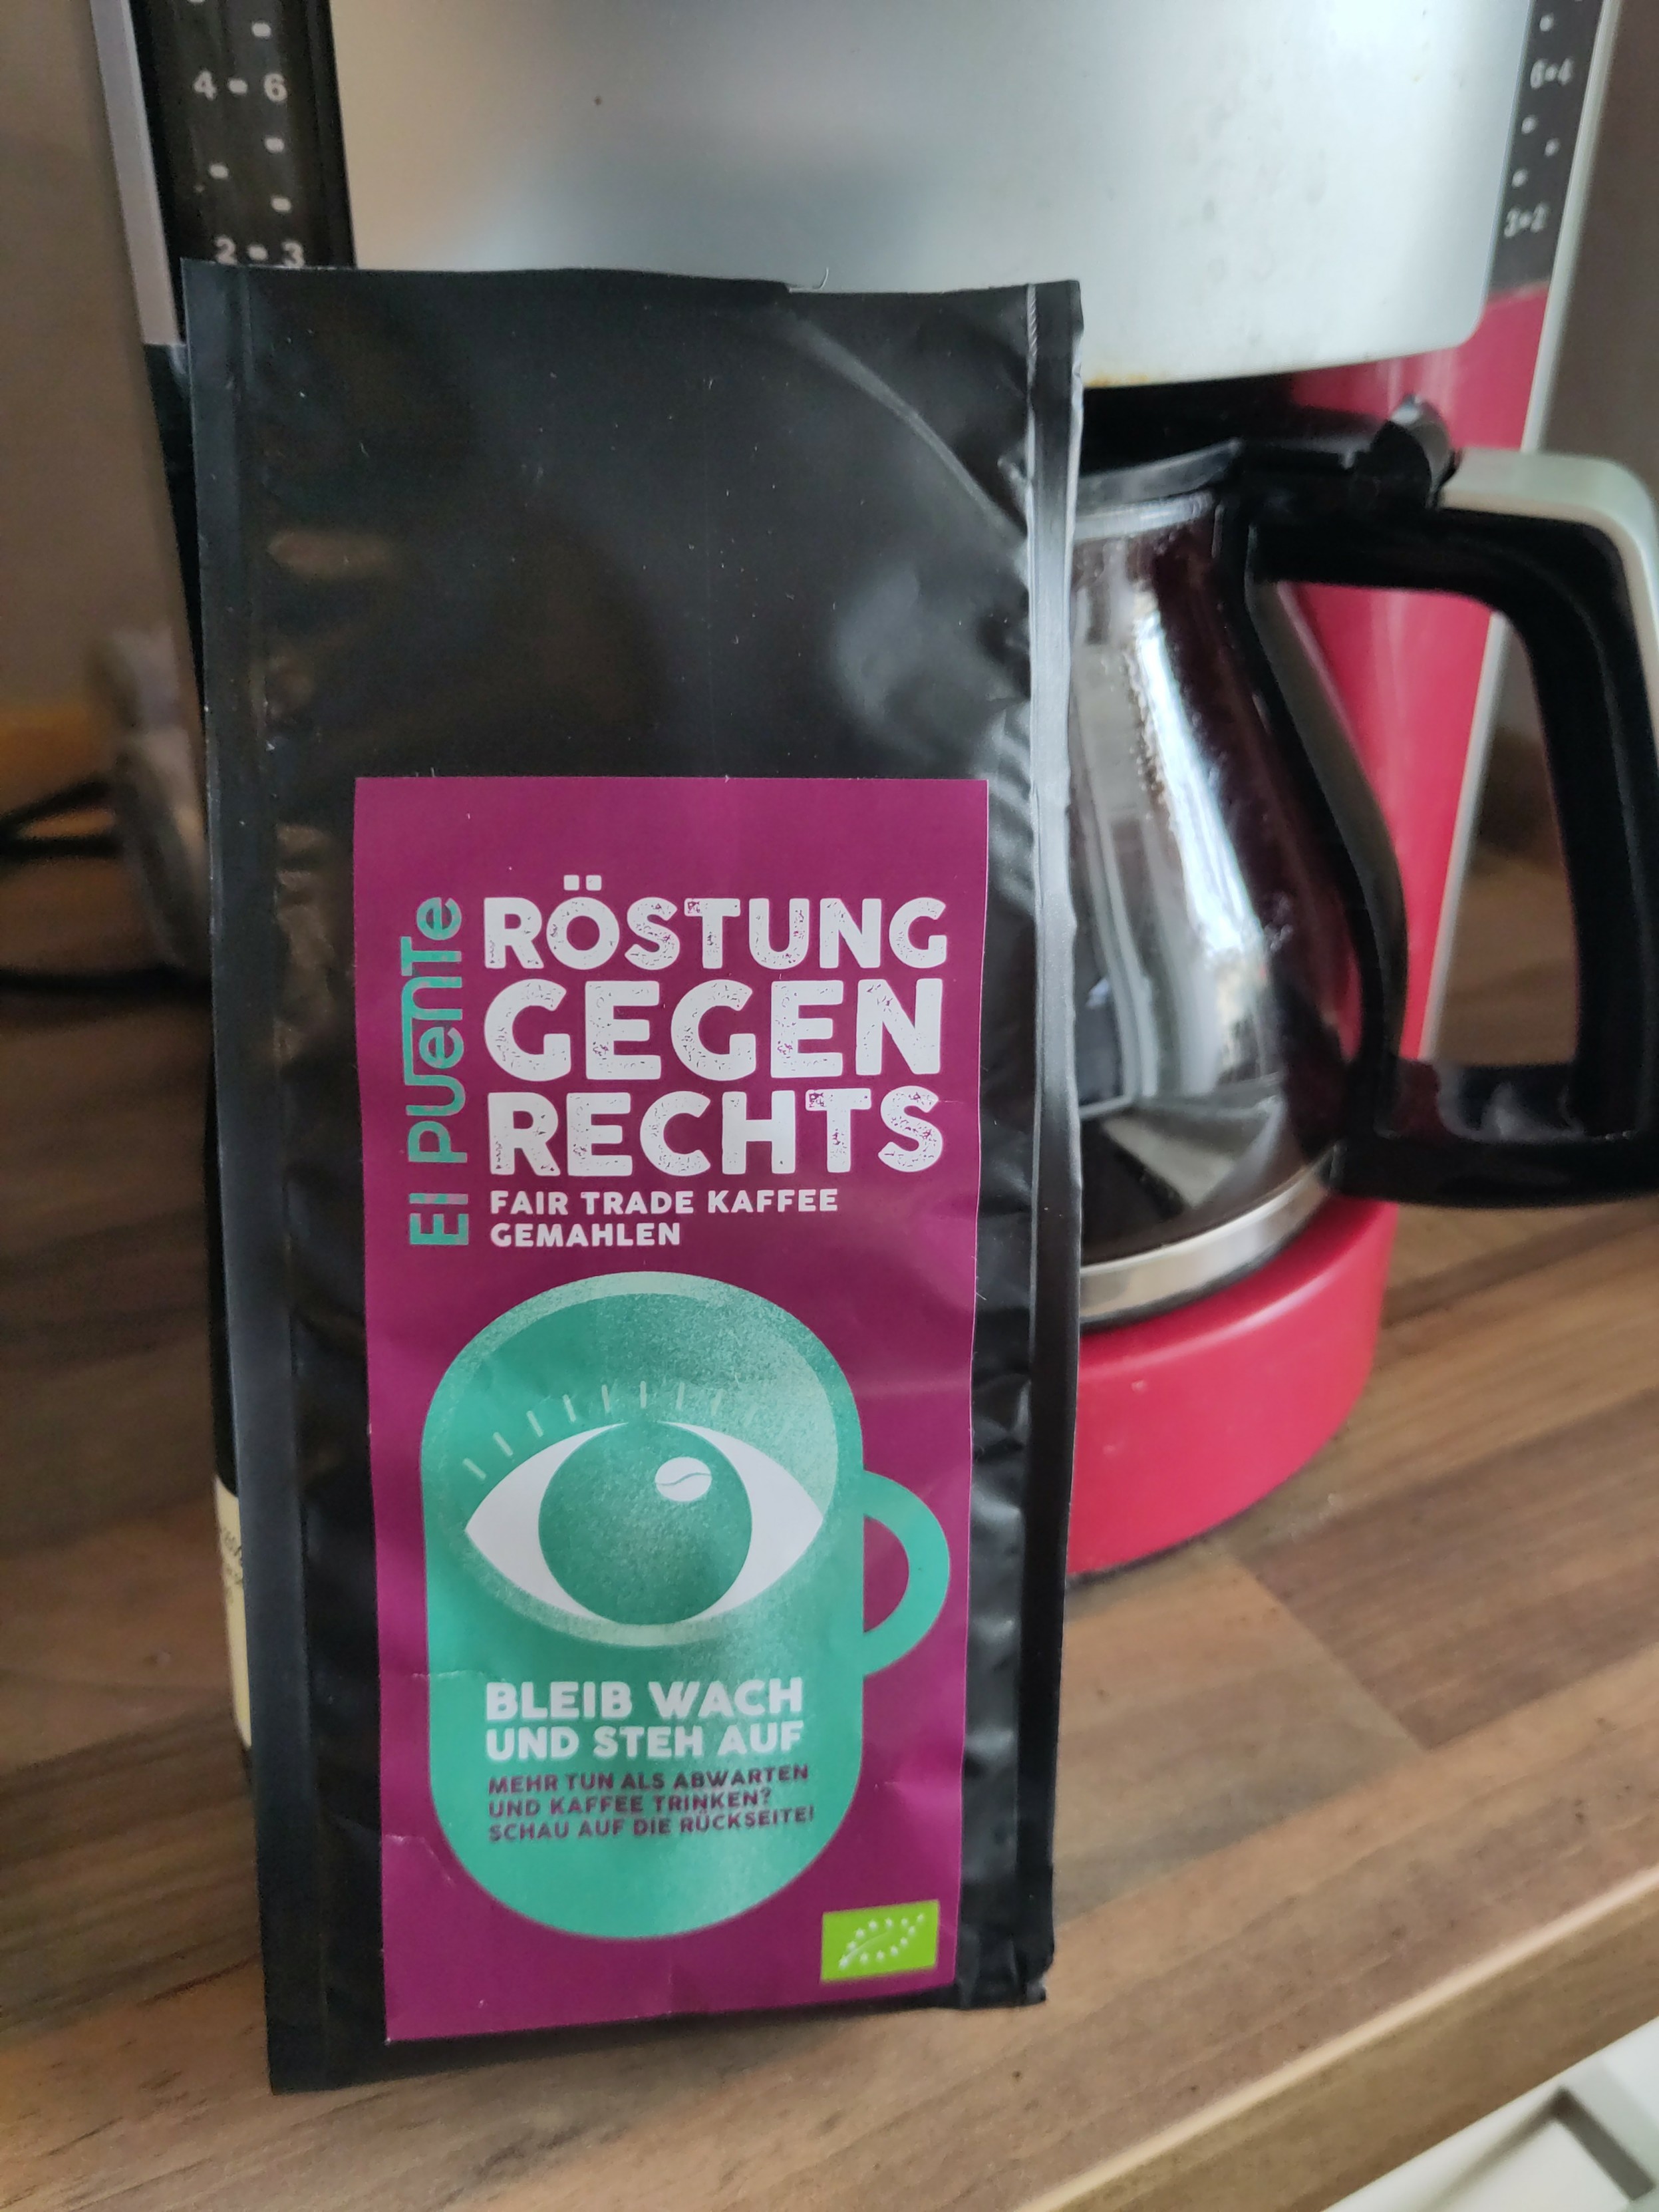 4 = 6
2 = 3
6=4
3=2
El PUENTE
RÖSTUNG
GEGEN
RECHTS
FAIR TRADE KAFFEE
GEMAHLEN
BLEIB WACH
UND STEH AUF
MEHR TUN ALS ABWARTEN
UND KAFFEE TRINKEN?
SCHAU AUF DIE RÜCKSEITE!